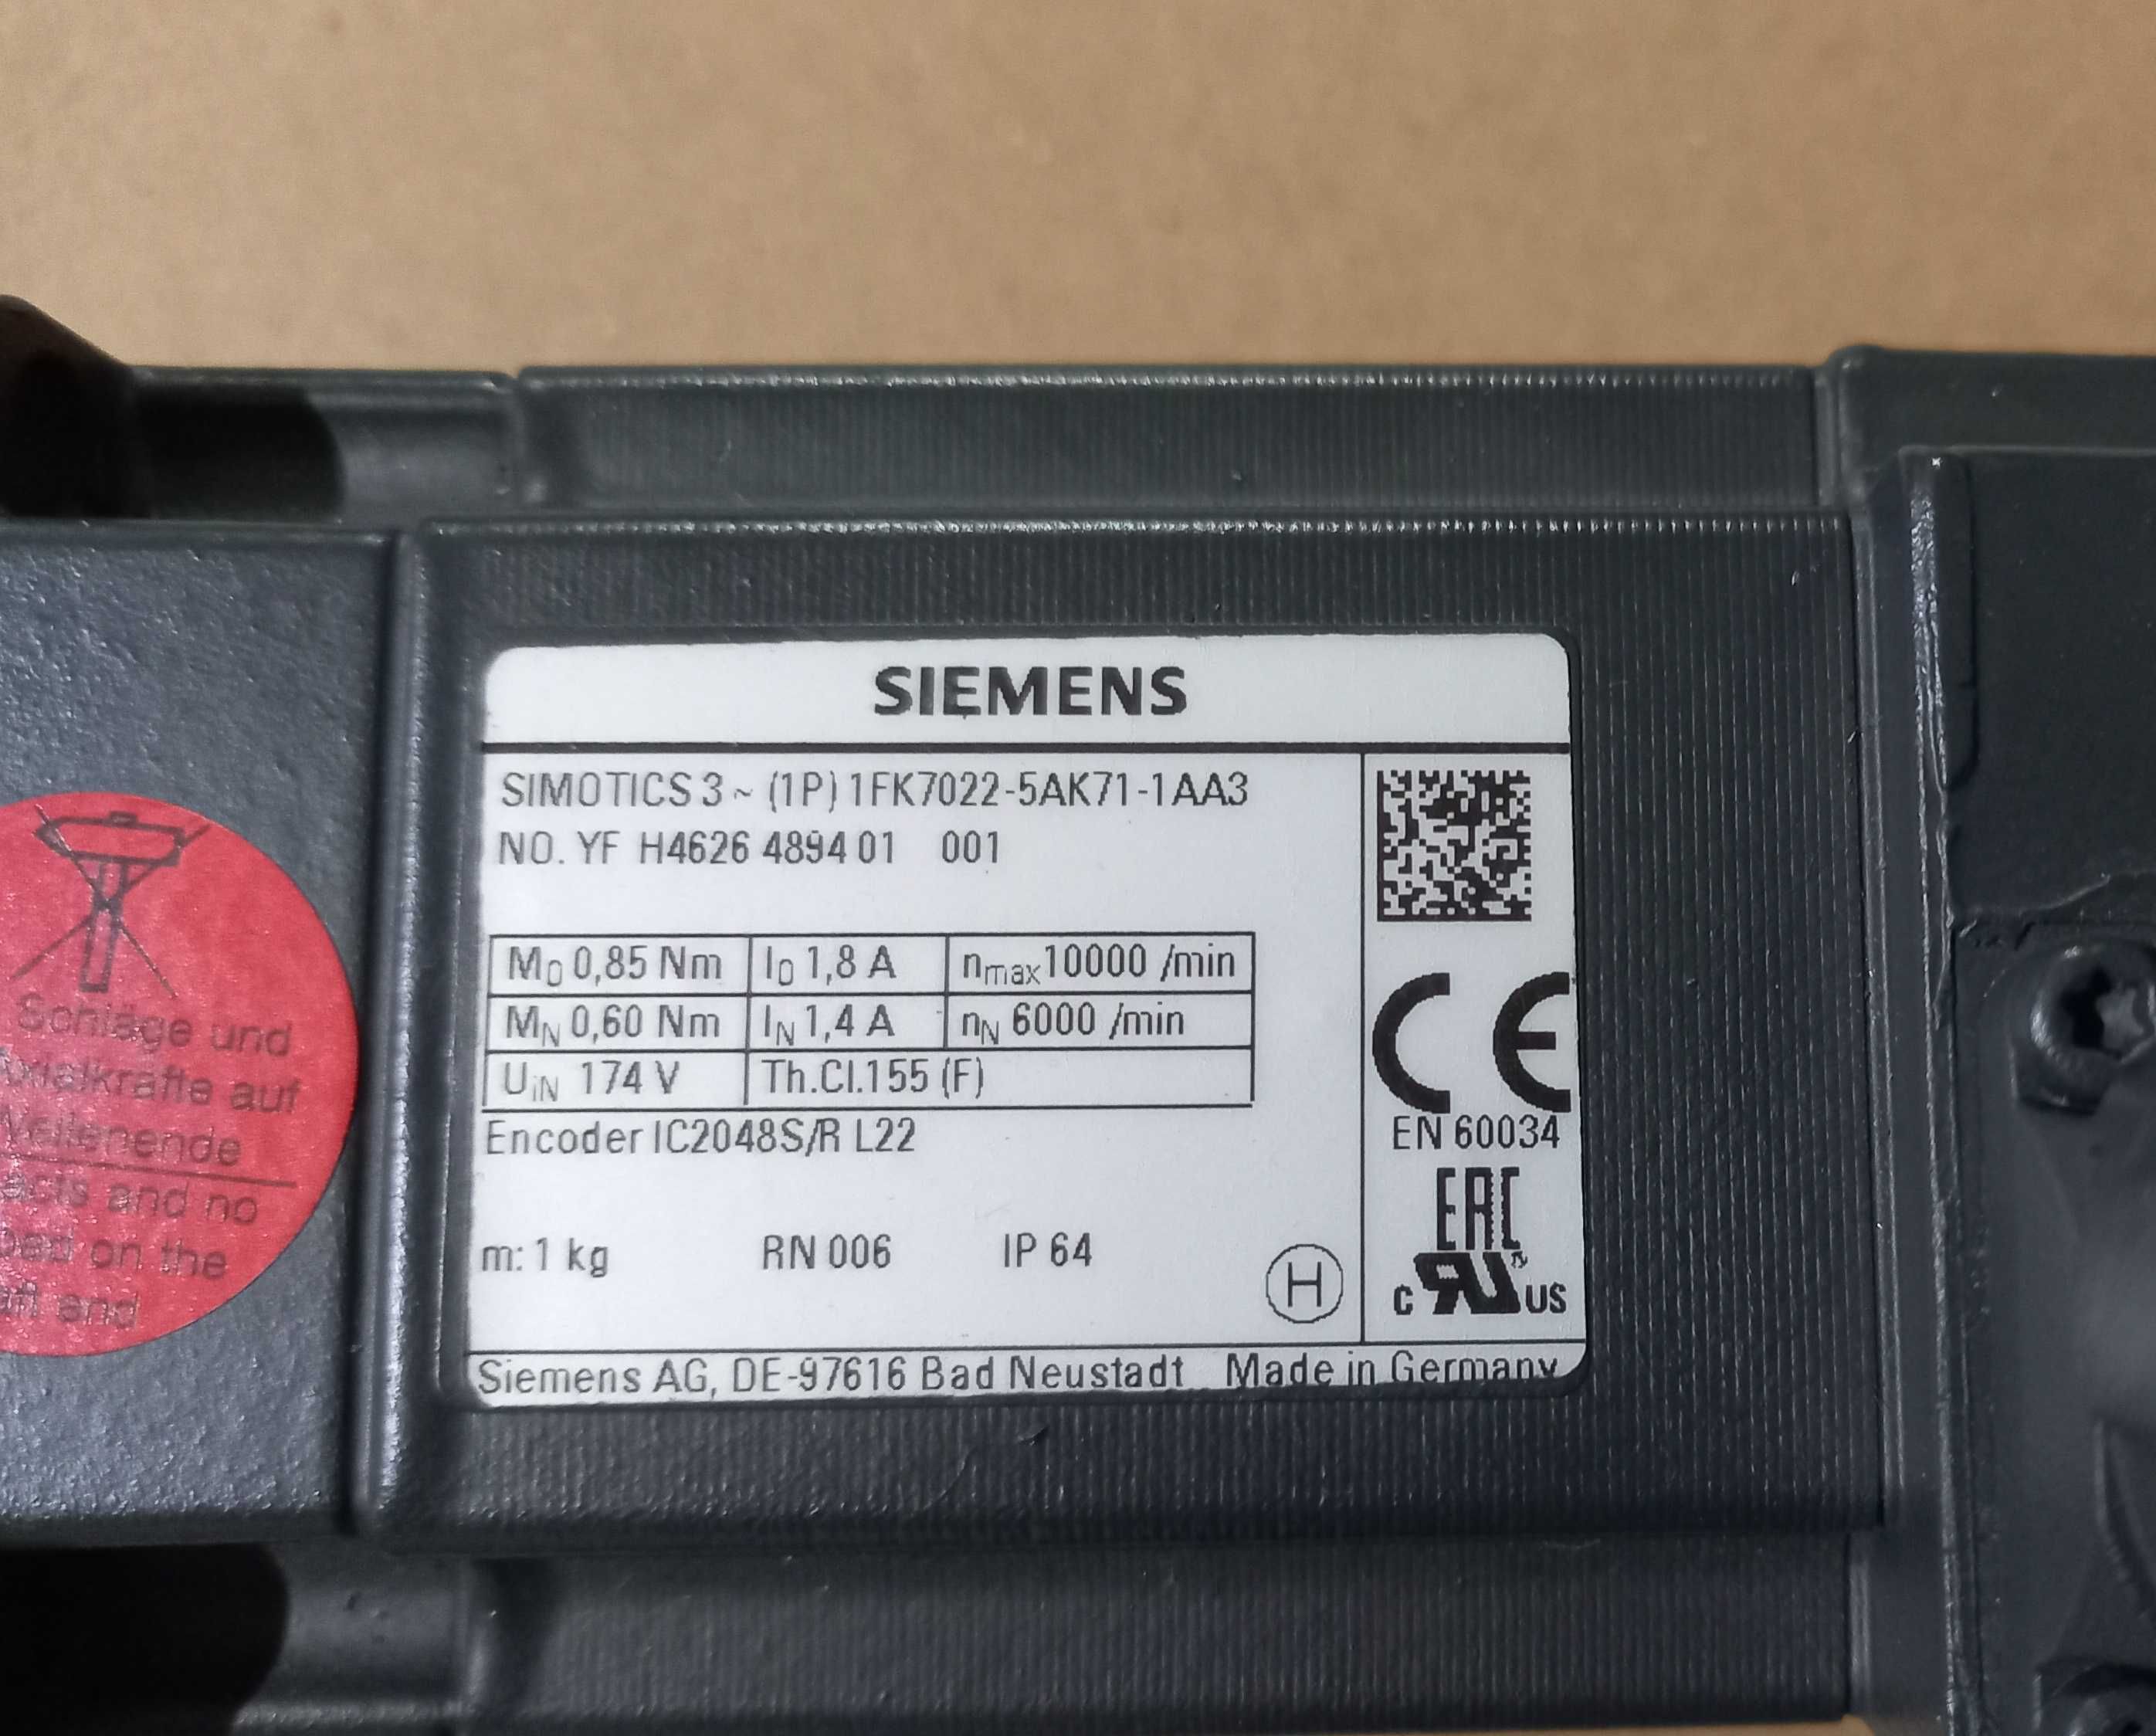 SIEMENS
SIMOTICS 3 ~ (1P) 1FK7022-5AK71-1AA3
NO. YF H4626 4894 01 001
M0 0,85 Nm I0 1,8 A nmax 10000 /min
MN 0,60 Nm IN 1,4 A nN 6000 /min
UiN 174 V Th.Cl.155 (F)
Encoder IC2048S/R L22
m: 1 kg RN 006 IP 64
H
CE
EN 60034
EAC
c RU US
Siemens AG, DE-97616 Bad Neustadt Made in Germany
Schläge und
auf
and no
on the
and